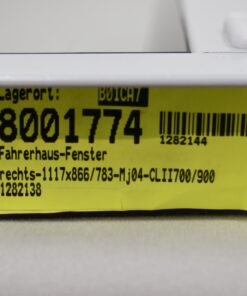 Lagerort: B01CA7
8001774
1282144
Fahrerhaus-Fenster
rechts-1117x866/783-Mj04-CLII700/900
1282138